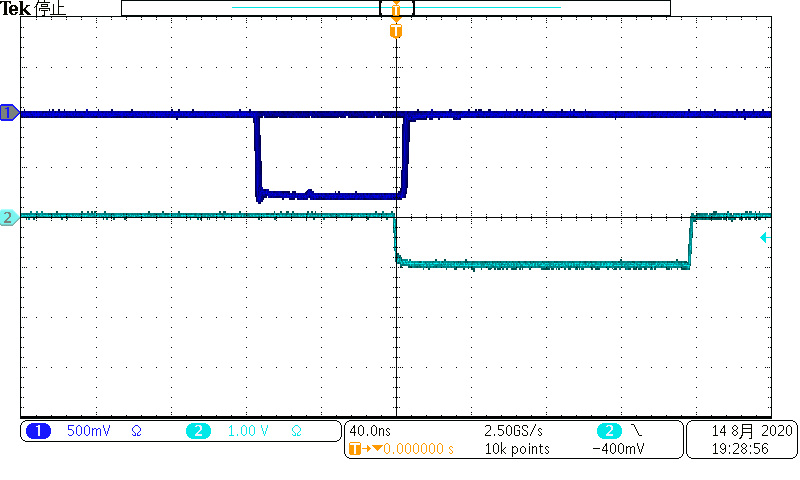 Tek 停止
T
T
1
2
1 500mV Ω 2 1.00 V Ω
40.0ns 2.50GS/s 2
T→▼0.000000 s 10k points −400mV
14 8月 2020
19:28:56